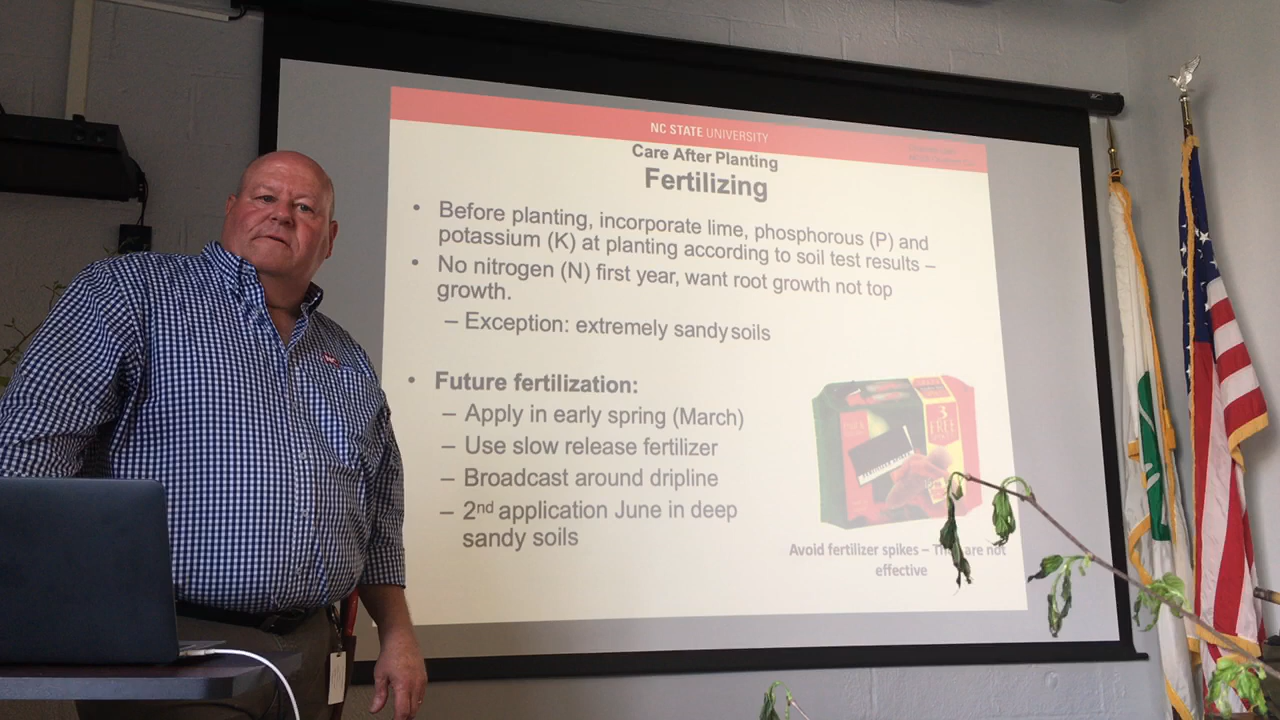 NC STATE UNIVERSITY
Care After Planting
Fertilizing
• Before planting, incorporate lime, phosphorous (P) and
potassium (K) at planting according to soil test results –
• No nitrogen (N) first year, want root growth not top
growth.
– Exception: extremely sandy soils
• Future fertilization:
– Apply in early spring (March)
– Use slow release fertilizer
– Broadcast around dripline
– 2nd application June in deep
sandy soils
3
FREE
Avoid fertilizer spikes – are not
effective